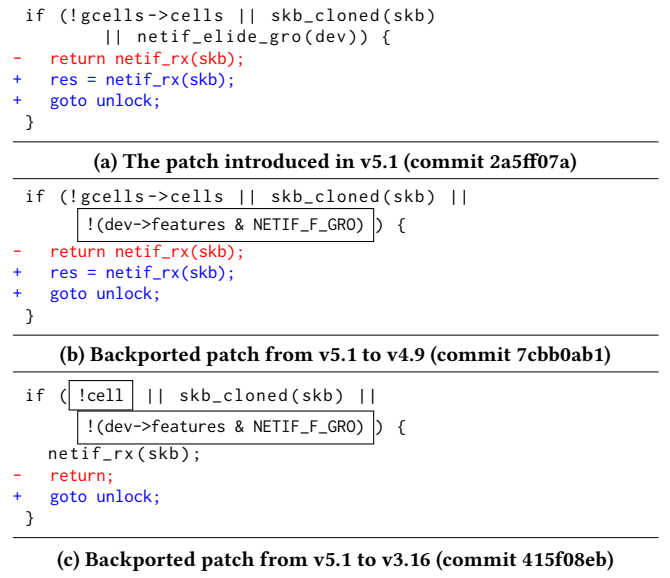 if (!gcells->cells || skb_cloned(skb)
|| netif_elide_gro(dev)) {
- return netif_rx(skb);
+ res = netif_rx(skb);
+ goto unlock;
}
(a) The patch introduced in v5.1 (commit 2a5ff07a)
if (!gcells->cells || skb_cloned(skb) ||
!(dev->features & NETIF_F_GRO) ) {
- return netif_rx(skb);
+ res = netif_rx(skb);
+ goto unlock;
}
(b) Backported patch from v5.1 to v4.9 (commit 7cbb0ab1)
if ( !cell || skb_cloned(skb) ||
!(dev->features & NETIF_F_GRO) ) {
netif_rx(skb);
- return;
+ goto unlock;
}
(c) Backported patch from v5.1 to v3.16 (commit 415f08eb)